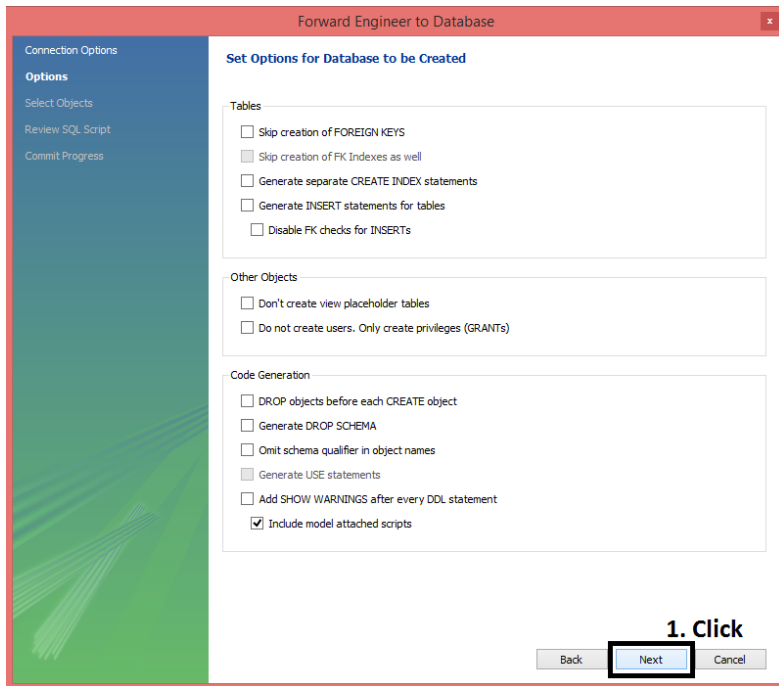 Forward Engineer to Database
x
Connection Options
Options
Select Objects
Review SQL Script
Commit Progress
Set Options for Database to be Created
Tables
Skip creation of FOREIGN KEYS
Skip creation of FK Indexes as well
Generate separate CREATE INDEX statements
Generate INSERT statements for tables
Disable FK checks for INSERTs
Other Objects
Don't create view placeholder tables
Do not create users. Only create privileges (GRANTs)
Code Generation
DROP objects before each CREATE object
Generate DROP SCHEMA
Omit schema qualifier in object names
Generate USE statements
Add SHOW WARNINGS after every DDL statement
Include model attached scripts
1. Click
Back Next Cancel